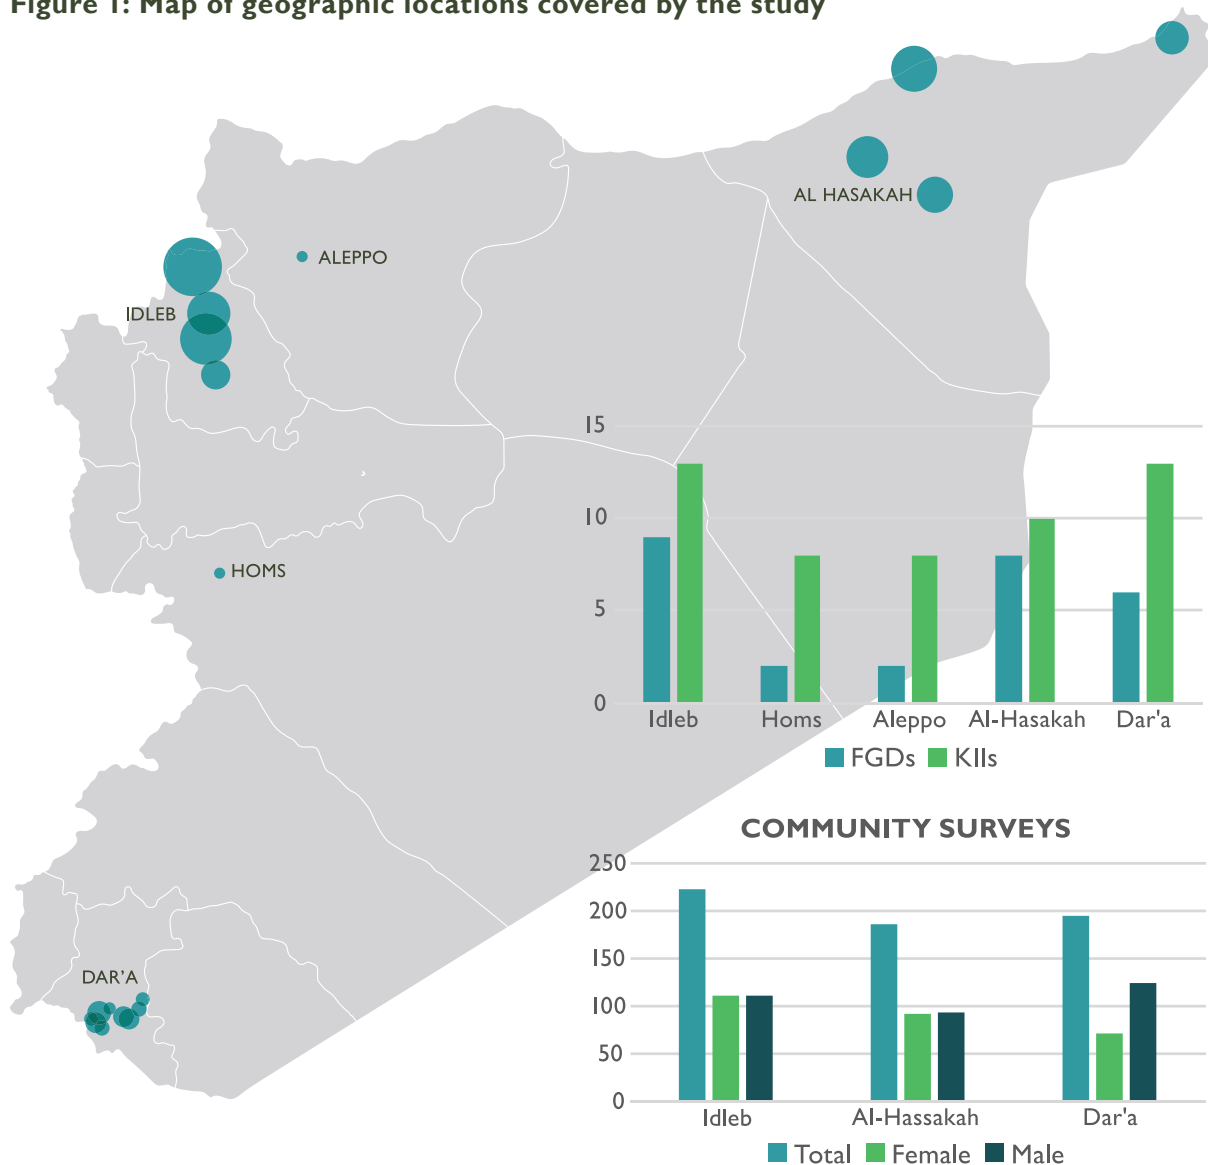 Figure 1: Map of geographic locations covered by the study
AL HASAKAH
ALEPPO
IDLEB
HOMS
DAR'A
15
10
5
0
Idleb Homs Aleppo Al-Hasakah Dar'a
FGDs KIIs
COMMUNITY SURVEYS
250
200
150
100
50
0
Idleb Al-Hassakah Dar'a
Total Female Male